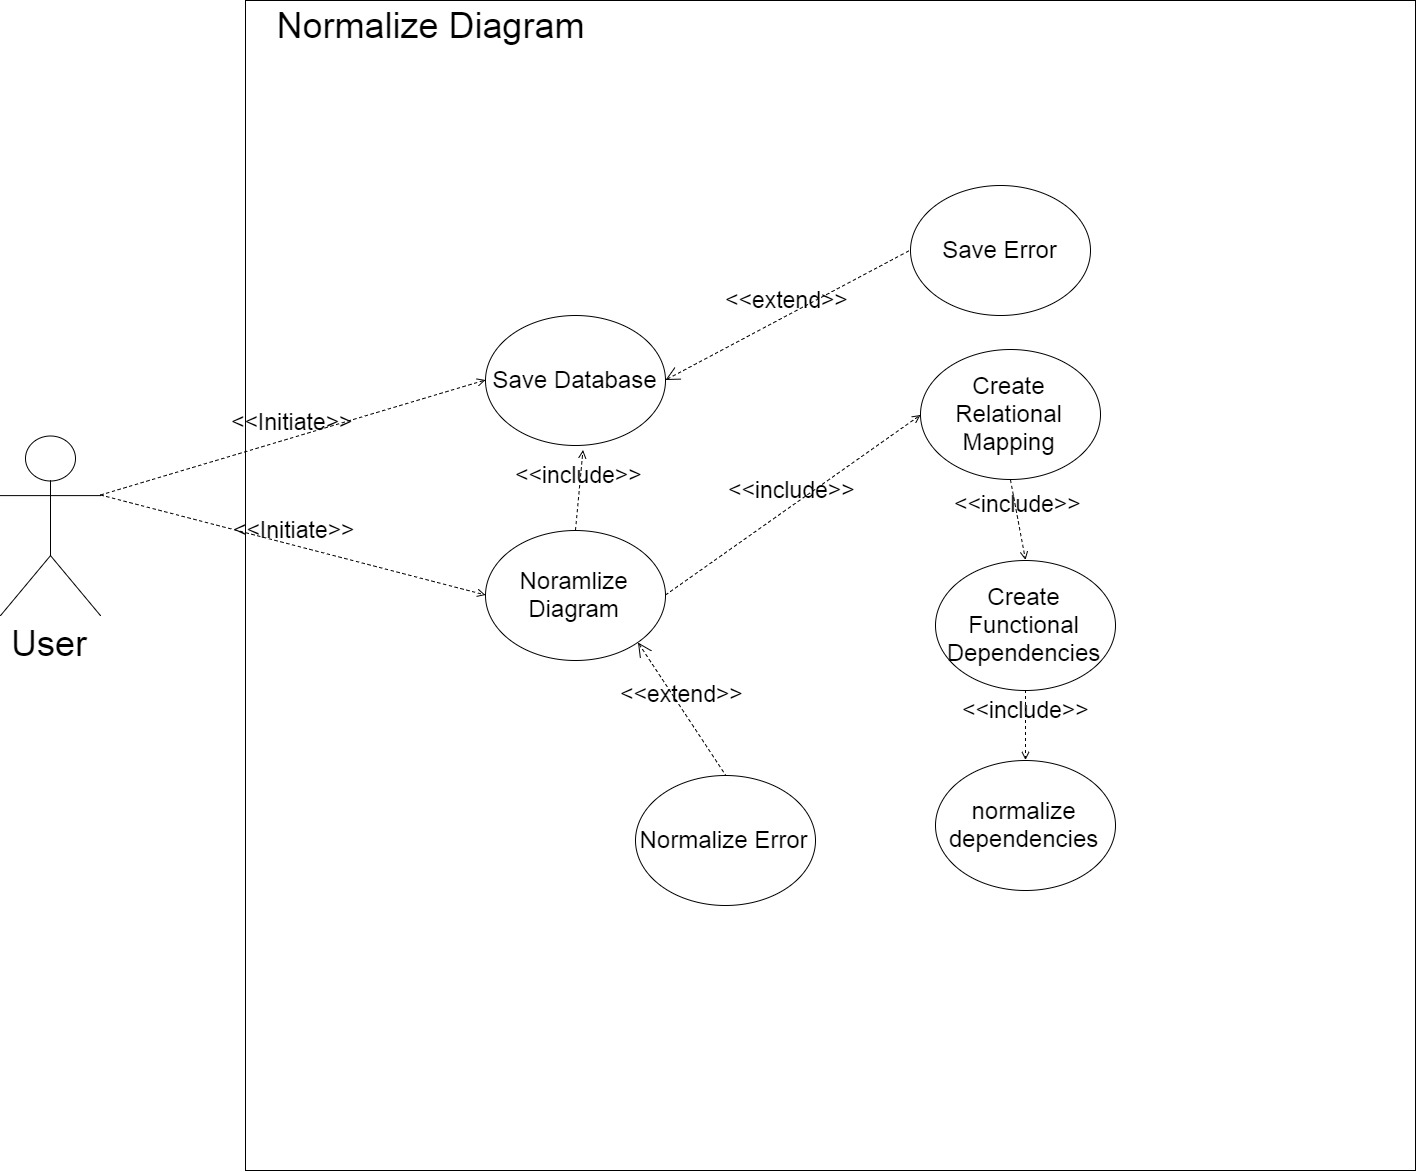 Normalize Diagram
Save Error
<<extend>>
Save Database
Create
Relational
Mapping
<<Initiate>>
<<include>>
<<include>>
<<include>>
<<Initiate>>
Noramlize
Diagram
Create
Functional
Dependencies
User
<<extend>>
<<include>>
Normalize Error
normalize
dependencies